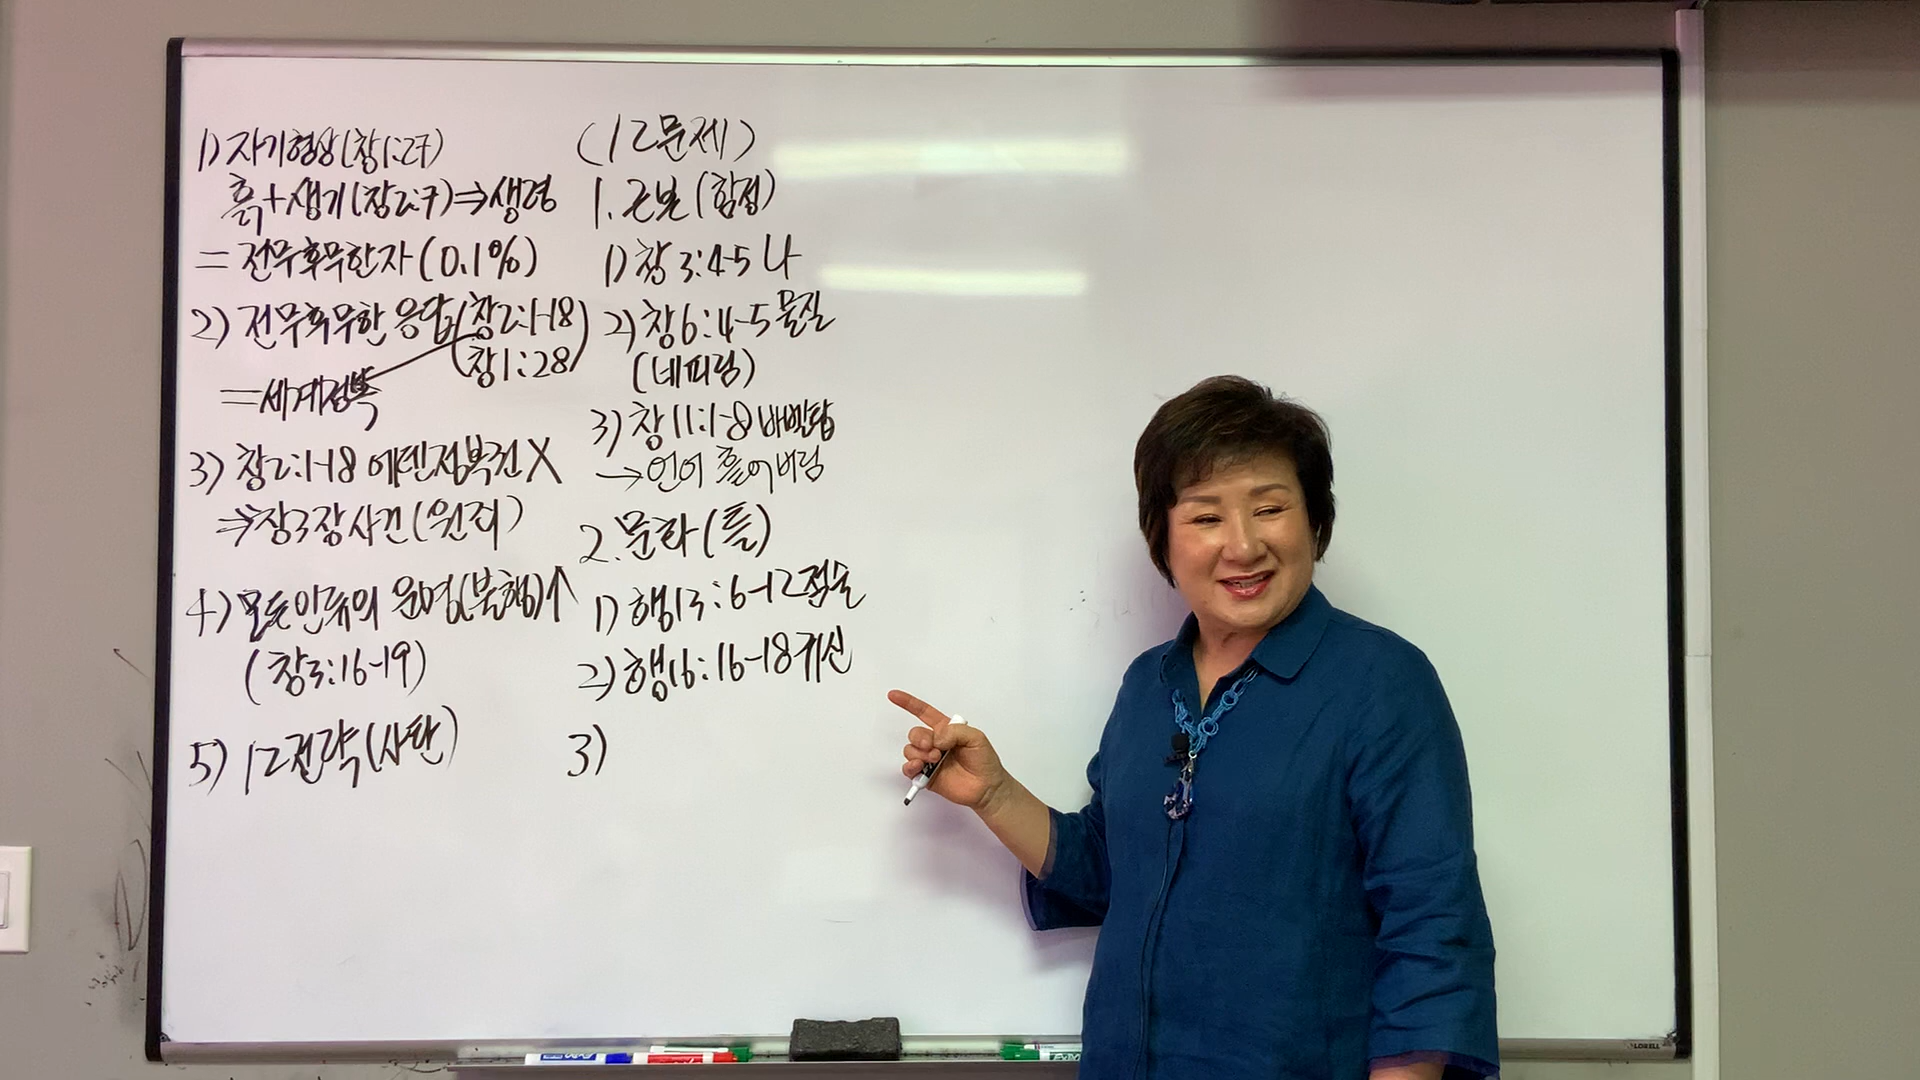 1) 자기형상(창1:27)
흙+생기(창2:7)⇒생령
= 전무후무한자(0.1%)
2) 전무후무한 응답(창2:1-18)
(창1:28)
=세계정복
3) 창2:1-18 에덴정복권 X
⇒창3장사건(원죄)
4) 모든인류의 운명(불행)↑
(창3:16-19)
5) 12전략(사탄)
(12문제)
1. 근본(함정)
1) 창3:4-5 나
2) 창6:4-5 물질
(네피림)
3) 창11:1-8 바벨탑
→언어 흩어버림
2. 문화(틀)
1) 행13:6-12 점술
2) 행16:16-18 귀신
3)
EXPO
EXPO
LORELL